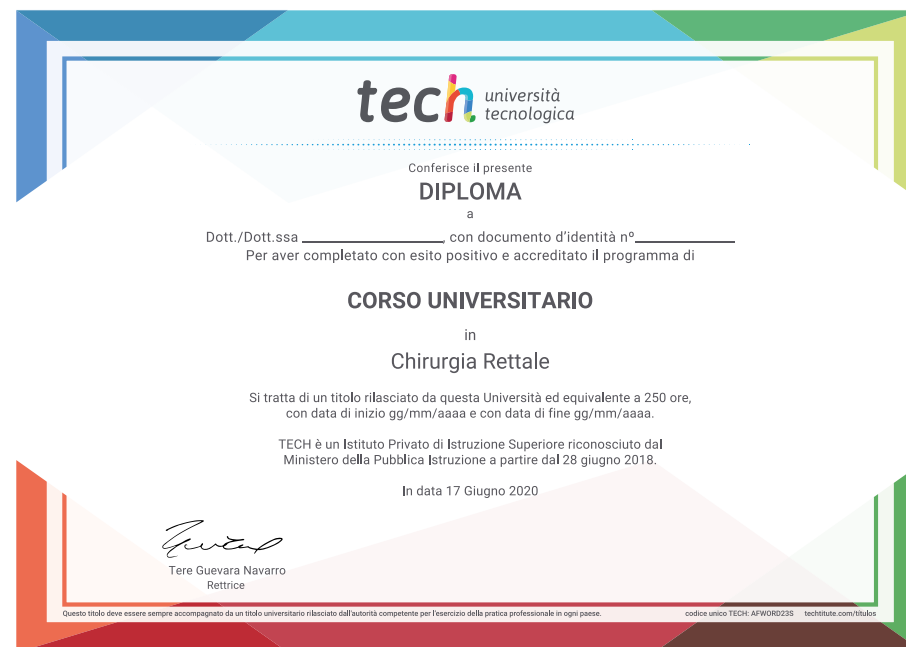 tech università
tecnologica
Conferisce il presente
DIPLOMA
a
Dott./Dott.ssa ____________________, con documento d'identità nº______________
Per aver completato con esito positivo e accreditato il programma di
CORSO UNIVERSITARIO
in
Chirurgia Rettale
Si tratta di un titolo rilasciato da questa Università ed equivalente a 250 ore,
con data di inizio gg/mm/aaaa e con data di fine gg/mm/aaaa.
TECH è un Istituto Privato di Istruzione Superiore riconosciuto dal
Ministero della Pubblica Istruzione a partire dal 28 giugno 2018.
In data 17 Giugno 2020
Tere Guevara Navarro
Rettrice
Questo titolo deve essere sempre accompagnato da un titolo universitario rilasciato dall'autorità competente per l'esercizio della pratica professionale in ogni paese. codice unico TECH: AFWORD23S techtitute.com/títulos